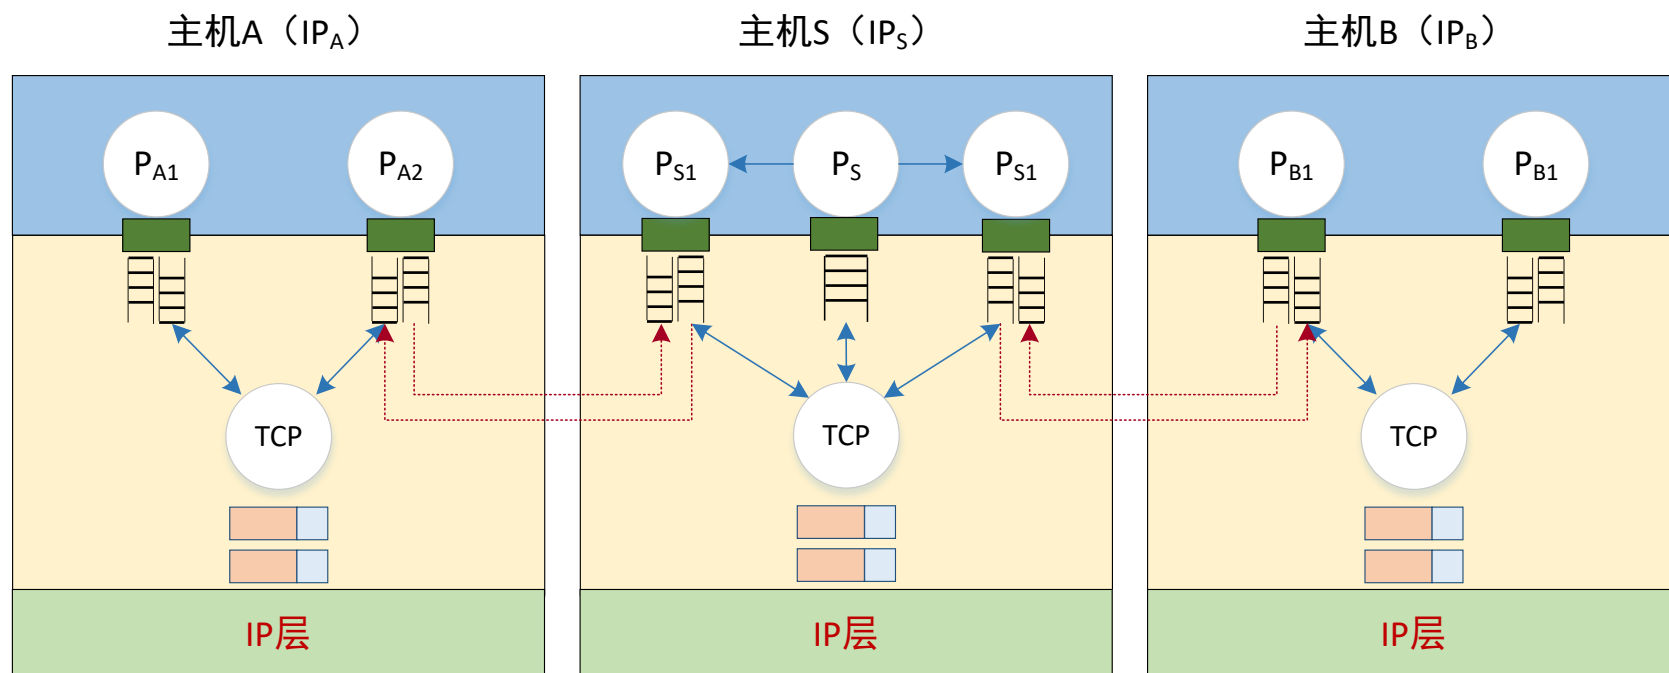 主机A（IPA）
主机S（IPS）
主机B（IPB）
PA1
PA2
PS1
PS
PS1
PB1
PB1
TCP
TCP
TCP
IP层
IP层
IP层